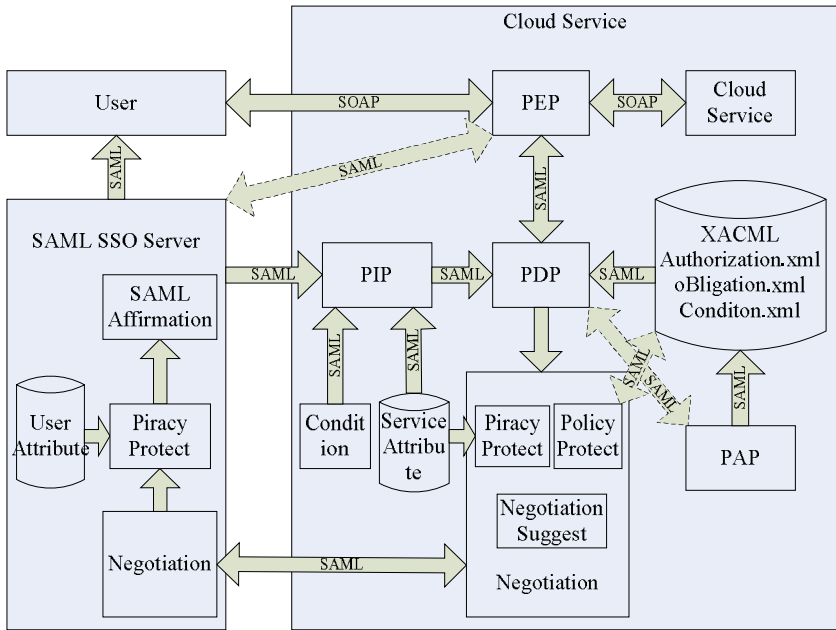 Cloud Service
User
SOAP
PEP
SOAP
Cloud
Service
SAML
SAML
SAML
SAML SSO Server
XACML
Authorization.xml
oBligation.xml
Conditon.xml
SAML
PIP
SAML
PDP
SAML
SAML
Affirmation
SAML
SAML
SAML
SAML
SAML
User
Attribute
Piracy
Protect
Condit
ion
Service
Attribu
te
Piracy
Protect
Policy
Protect
PAP
Negotiation
Suggest
Negotiation
SAML
Negotiation